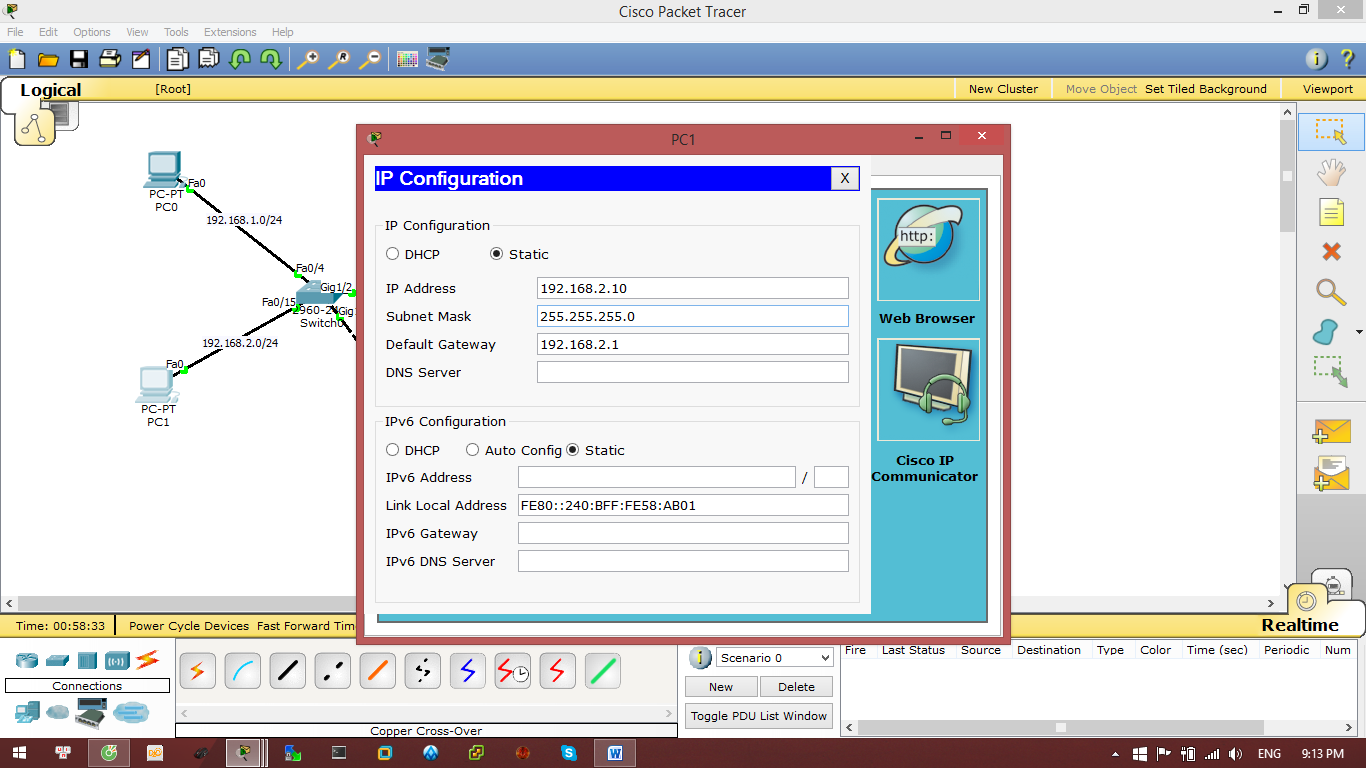 Cisco Packet Tracer
File Edit Options View Tools Extensions Help
Logical
[Root]
New Cluster
Move Object
Set Tiled Background
Viewport
Fa0
PC-PT
PC0
192.168.1.0/24
Fa0/4
Gig1/2
Fa0/15
2960-24
Gig1
Switch0
192.168.2.0/24
Fa0
PC-PT
PC1
PC1
IP Configuration
X
IP Configuration
DHCP
Static
IP Address
192.168.2.10
Subnet Mask
255.255.255.0
Default Gateway
192.168.2.1
DNS Server
IPv6 Configuration
DHCP
Auto Config
Static
IPv6 Address
/
Link Local Address
FE80::240:BFF:FE58:AB01
IPv6 Gateway
IPv6 DNS Server
http:
Web Browser
Cisco IP
Communicator
Time: 00:58:33
Power Cycle Devices Fast Forward Tim
Realtime
Connections
Copper Cross-Over
Scenario 0
New
Delete
Toggle PDU List Window
Fire Last Status Source Destination Type Color Time (sec) Periodic Num
ENG
9:13 PM